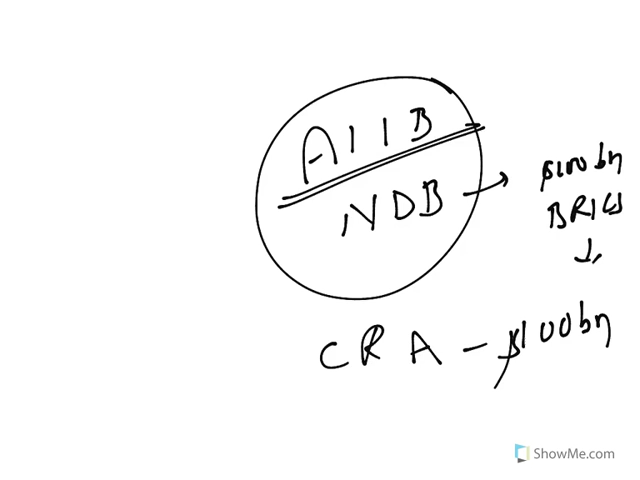 AIIB
NDB → $100bn
BRICS
↓
CRA - $100bn
ShowMe.com